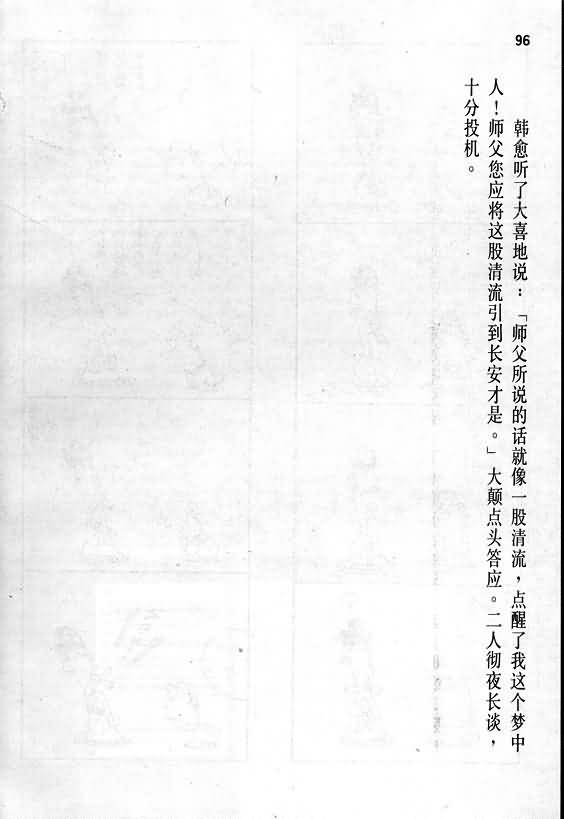 96
韩愈听了大喜地说：「师父所说的话就像一股清流，点醒了我这个梦中
人！师父您应将这股清流引到长安才是。」大颠点头答应。二人彻夜长谈，
十分投机。